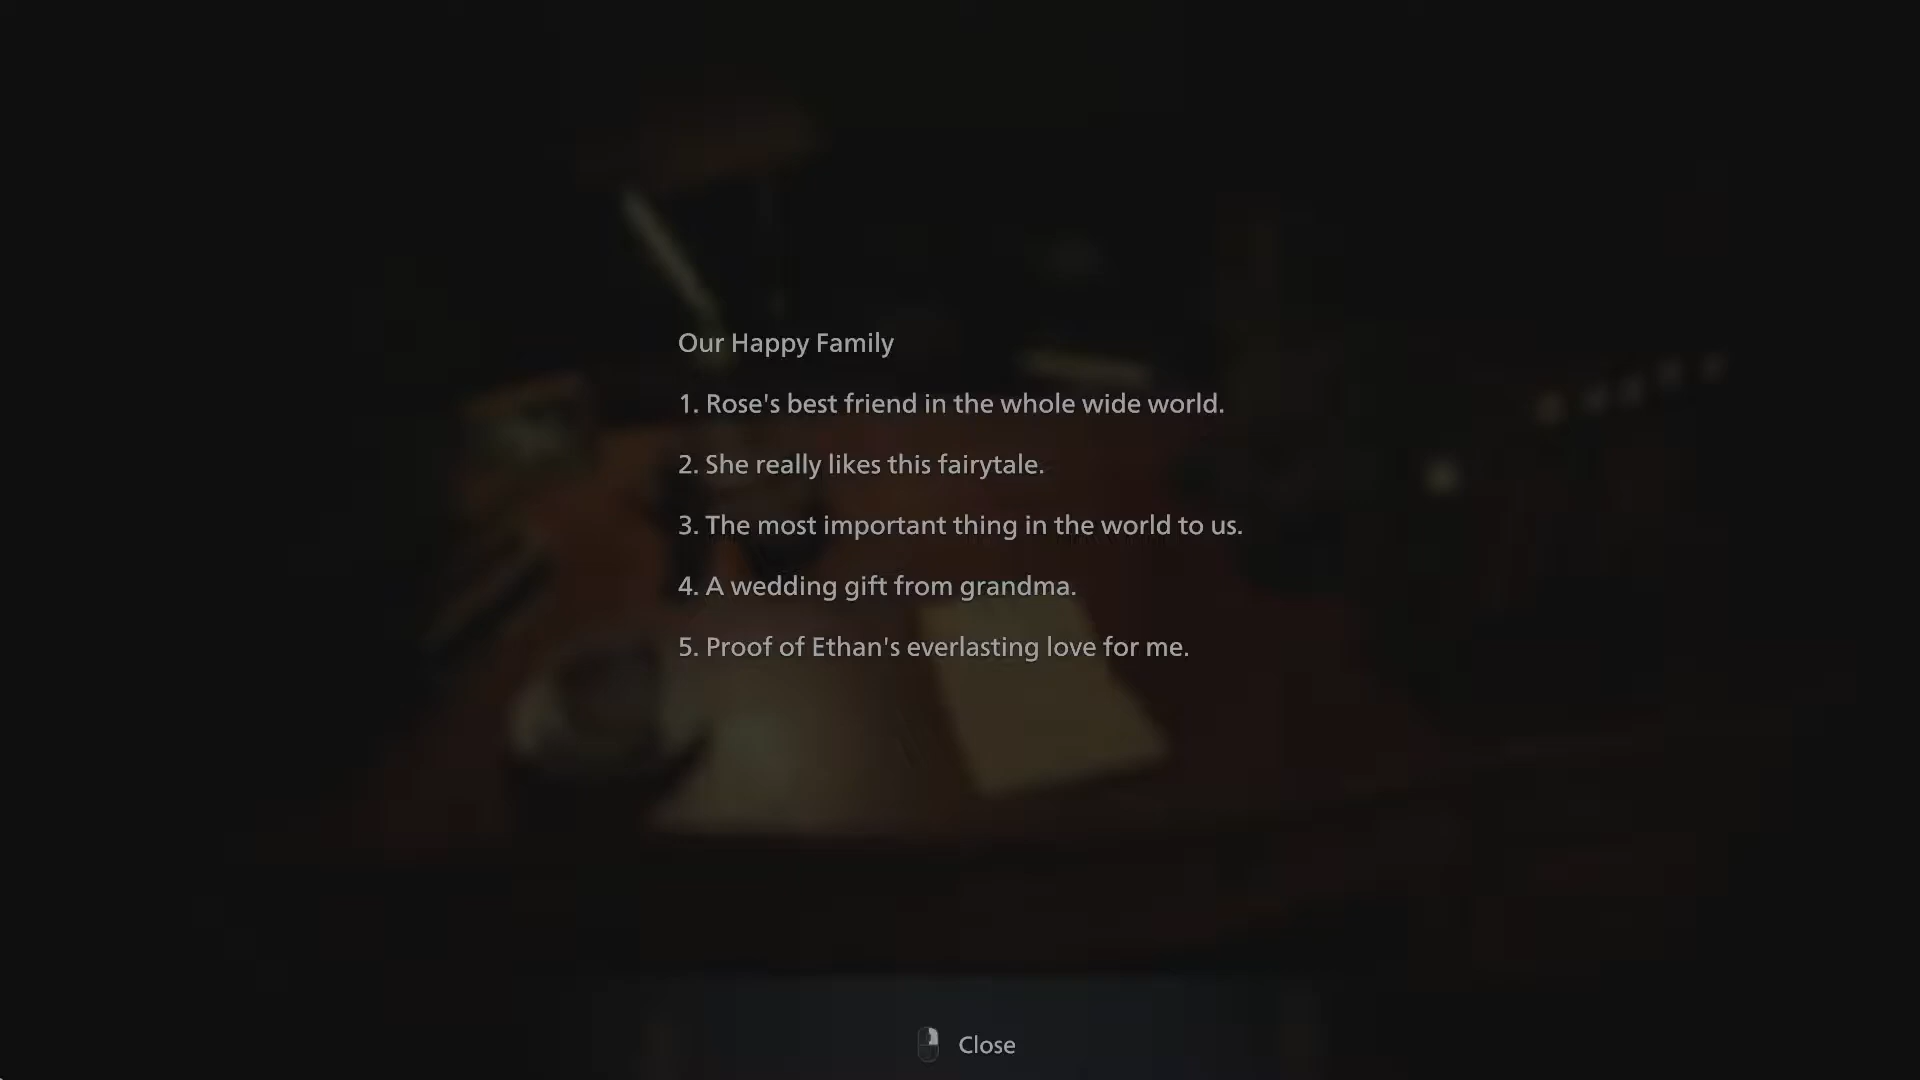 Our Happy Family
1. Rose's best friend in the whole wide world.
2. She really likes this fairytale.
3. The most important thing in the world to us.
4. A wedding gift from grandma.
5. Proof of Ethan's everlasting love for me.
Close